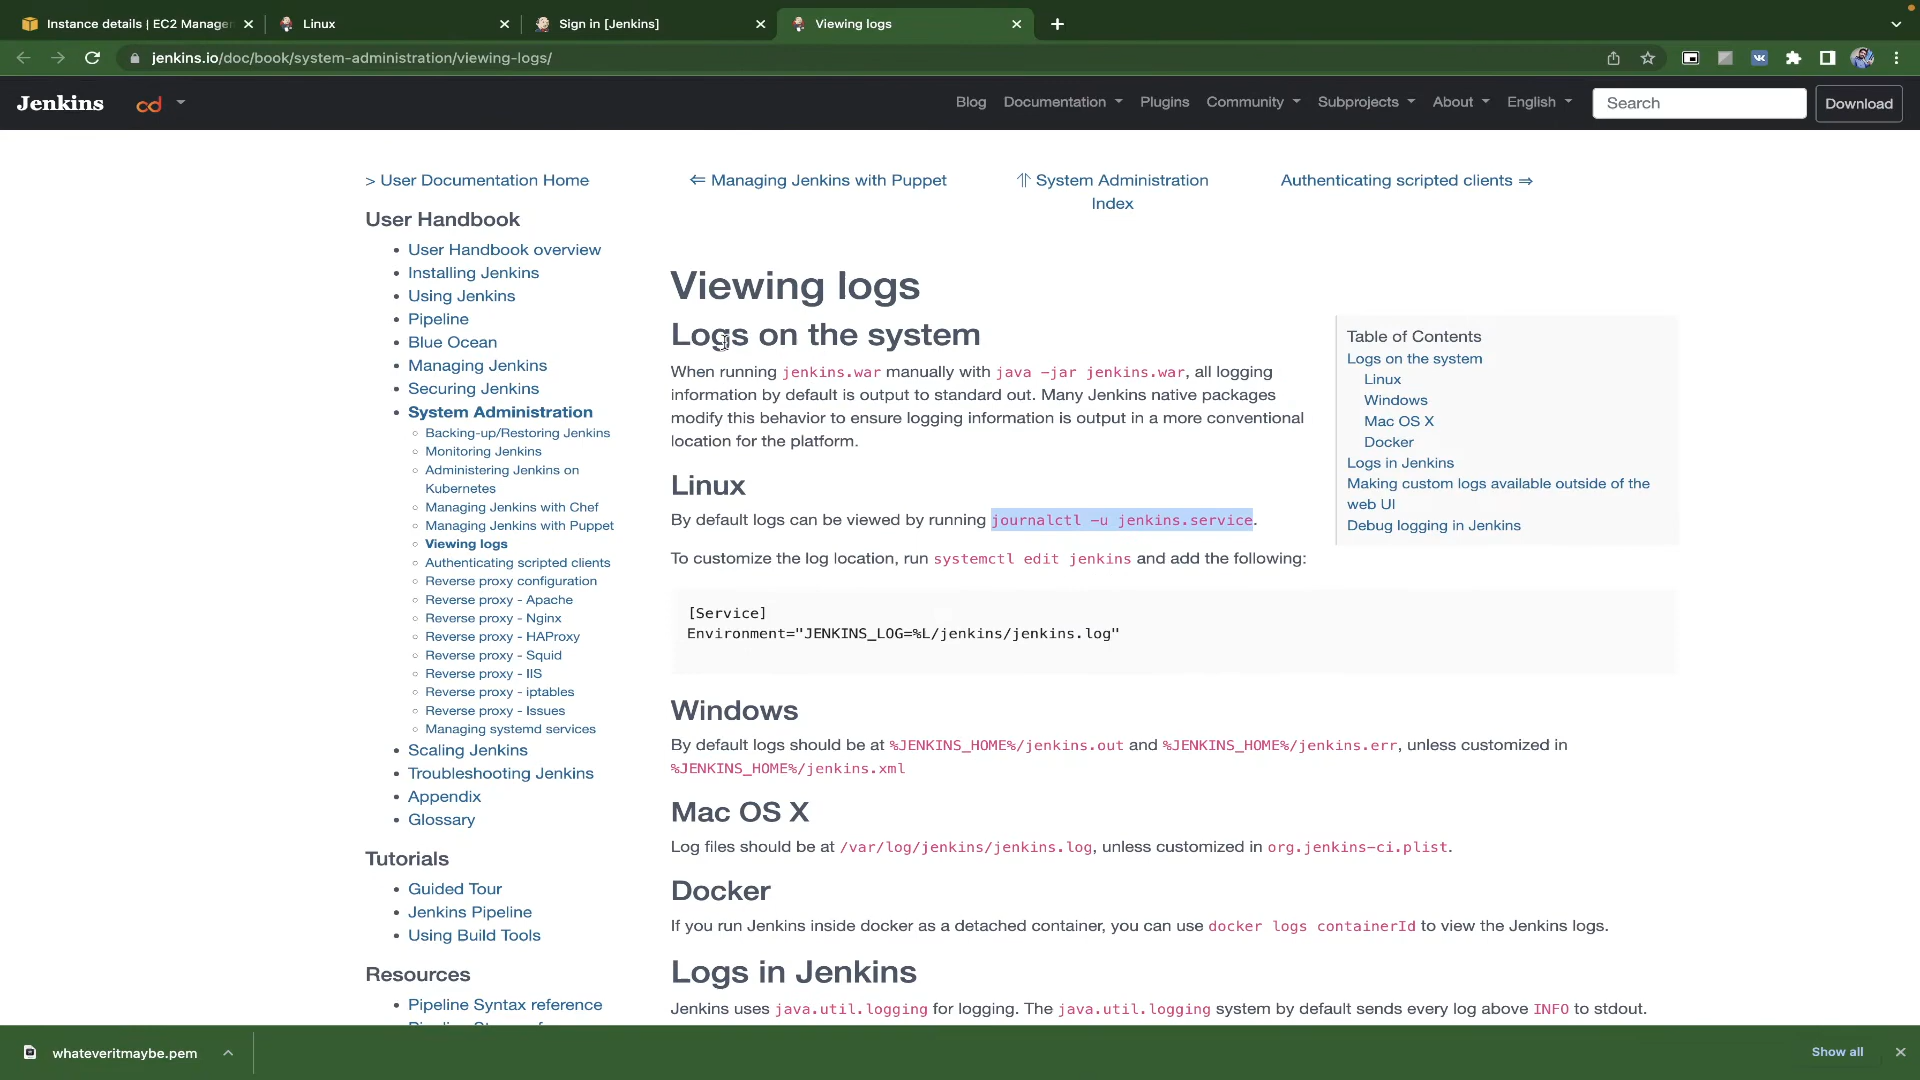 Instance details | EC2 Manage
Linux
Sign in [Jenkins]
Viewing logs
jenkins.io/doc/book/system-administration/viewing-logs/
Jenkins
cd
Blog
Documentation
Plugins
Community
Subprojects
About
English
Search
Download
> User Documentation Home
⇐ Managing Jenkins with Puppet
⇑ System Administration
Index
Authenticating scripted clients ⇒
User Handbook
User Handbook overview
Installing Jenkins
Using Jenkins
Pipeline
Blue Ocean
Managing Jenkins
Securing Jenkins
System Administration
Backing-up/Restoring Jenkins
Monitoring Jenkins
Administering Jenkins on
Kubernetes
Managing Jenkins with Chef
Managing Jenkins with Puppet
Viewing logs
Authenticating scripted clients
Reverse proxy configuration
Reverse proxy - Apache
Reverse proxy - Nginx
Reverse proxy - HAProxy
Reverse proxy - Squid
Reverse proxy - IIS
Reverse proxy - iptables
Reverse proxy - Issues
Managing systemd services
Scaling Jenkins
Troubleshooting Jenkins
Appendix
Glossary
Tutorials
Guided Tour
Jenkins Pipeline
Using Build Tools
Resources
Pipeline Syntax reference
Viewing logs
Logs on the system
When running jenkins.war manually with java -jar jenkins.war, all logging
information by default is output to standard out. Many Jenkins native packages
modify this behavior to ensure logging information is output in a more conventional
location for the platform.
Linux
By default logs can be viewed by running journalctl -u jenkins.service.
To customize the log location, run systemctl edit jenkins and add the following:
[Service]
Environment="JENKINS_LOG=%L/jenkins/jenkins.log"
Windows
By default logs should be at %JENKINS_HOME%/jenkins.out and %JENKINS_HOME%/jenkins.err, unless customized in
%JENKINS_HOME%/jenkins.xml
Mac OS X
Log files should be at /var/log/jenkins/jenkins.log, unless customized in org.jenkins-ci.plist.
Docker
If you run Jenkins inside docker as a detached container, you can use docker logs containerId to view the Jenkins logs.
Logs in Jenkins
Jenkins uses java.util.logging for logging. The java.util.logging system by default sends every log above INFO to stdout.
Table of Contents
Logs on the system
Linux
Windows
Mac OS X
Docker
Logs in Jenkins
Making custom logs available outside of the
web UI
Debug logging in Jenkins
whateveritmaybe.pem
Show all